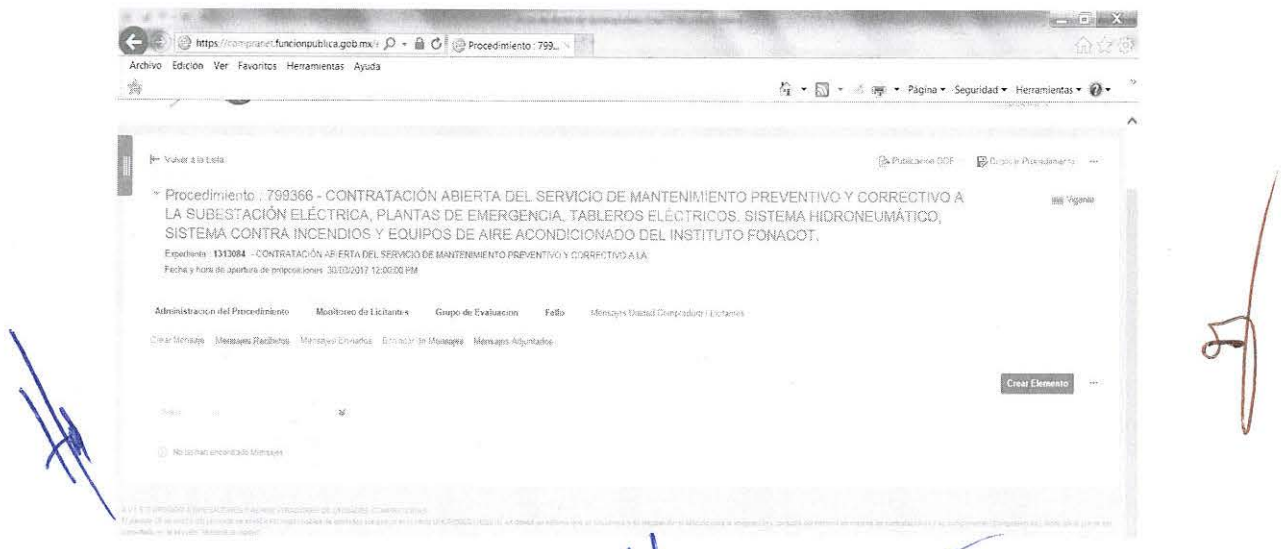 https://compranet.funcionpublica.gob.mx/ Procedimiento : 799...
Archivo Edición Ver Favoritos Herramientas Ayuda
Página Seguridad Herramientas
Volver a la Lista
Publicación DOF
Vigente
Procedimiento : 799366 - CONTRATACIÓN ABIERTA DEL SERVICIO DE MANTENIMIENTO PREVENTIVO Y CORRECTIVO A
LA SUBESTACIÓN ELÉCTRICA, PLANTAS DE EMERGENCIA, TABLEROS ELÉCTRICOS, SISTEMA HIDRONEUMÁTICO,
SISTEMA CONTRA INCENDIOS Y EQUIPOS DE AIRE ACONDICIONADO DEL INSTITUTO FONACOT.
Expediente : 1313084 - CONTRATACIÓN ABIERTA DEL SERVICIO DE MANTENIMIENTO PREVENTIVO Y CORRECTIVO A LA
Fecha y hora de apertura de proposiciones: 30/03/2017 12:00:00 PM
Administración del Procedimiento Monitoreo de Licitantes Grupo de Evaluación Fallo Mensajes Unidad Compradora / Licitantes
Crear Mensaje Mensajes Recibidos Mensajes Enviados Borrador de Mensajes Mensajes Adjuntados
Crear Elemento
No se han encontrado Mensajes